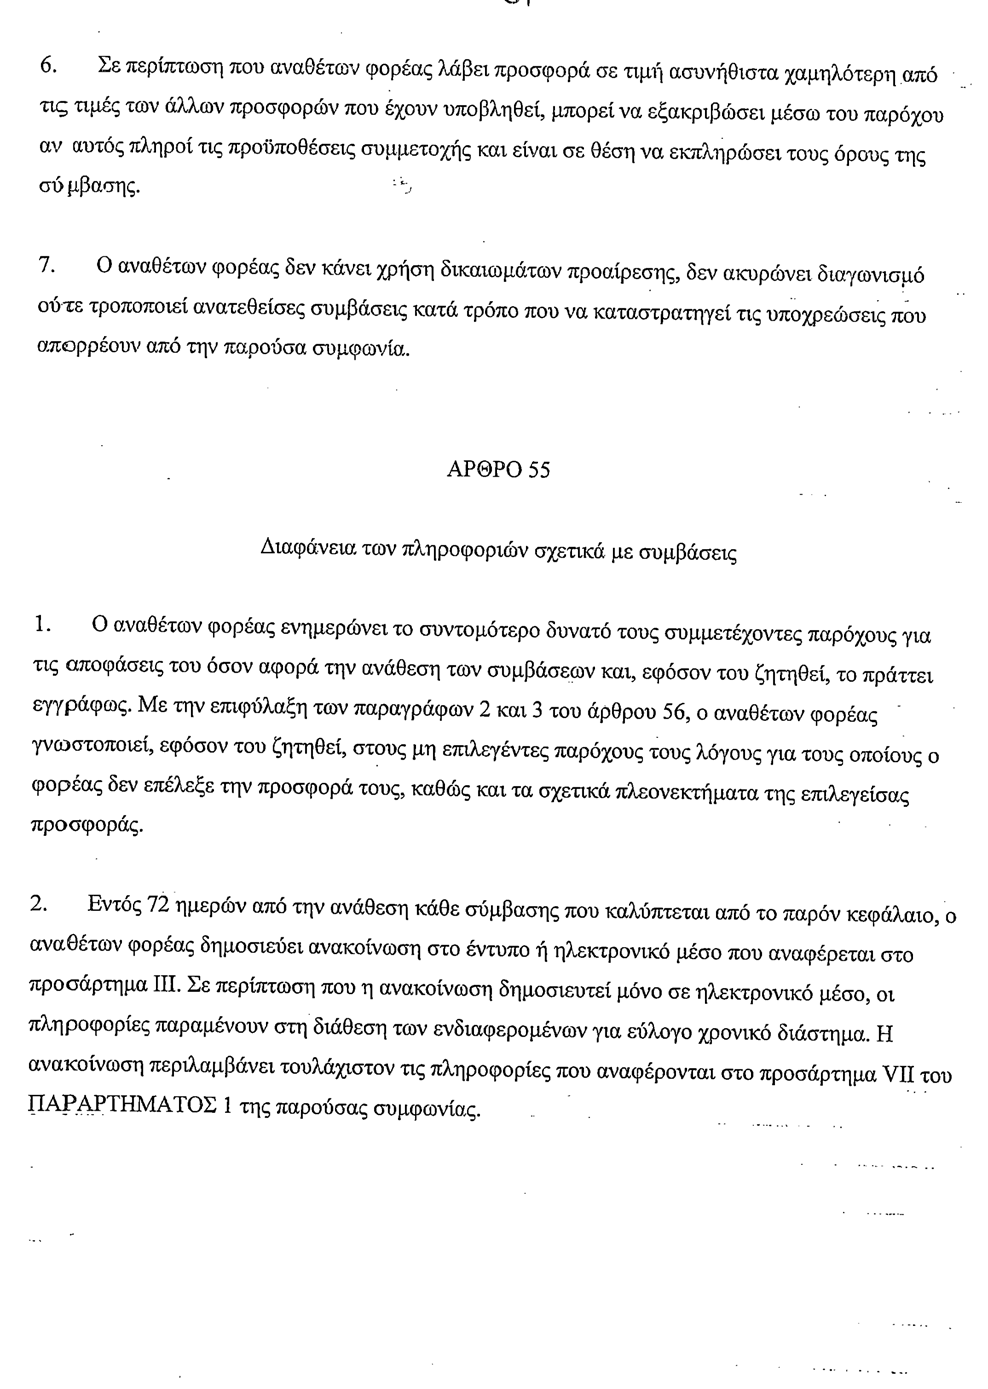 6. Σε περίπτωση που αναθέτων φορέας λάβει προσφορά σε τιμή ασυνήθιστα χαμηλότερη από
τις τιμές των άλλων προσφορών που έχουν υποβληθεί, μπορεί να εξακριβώσει μέσω του παρόχου
αν αυτός πληροί τις προϋποθέσεις συμμετοχής και είναι σε θέση να εκπληρώσει τους όρους της
σύμβασης.
7. Ο αναθέτων φορέας δεν κάνει χρήση δικαιωμάτων προαίρεσης, δεν ακυρώνει διαγωνισμό
ούτε τροποποιεί ανατεθείσες συμβάσεις κατά τρόπο που να καταστρατηγεί τις υποχρεώσεις που
απορρέουν από την παρούσα συμφωνία.
ΑΡΘΡΟ 55
Διαφάνεια των πληροφοριών σχετικά με συμβάσεις
1. Ο αναθέτων φορέας ενημερώνει το συντομότερο δυνατό τους συμμετέχοντες παρόχους για
τις αποφάσεις του όσον αφορά την ανάθεση των συμβάσεων και, εφόσον του ζητηθεί, το πράττει
εγγράφως. Με την επιφύλαξη των παραγράφων 2 και 3 του άρθρου 56, ο αναθέτων φορέας
γνωστοποιεί, εφόσον του ζητηθεί, στους μη επιλεγέντες παρόχους τους λόγους για τους οποίους ο
φορέας δεν επέλεξε την προσφορά τους, καθώς και τα σχετικά πλεονεκτήματα της επιλεγείσας
προσφοράς.
2. Εντός 72 ημερών από την ανάθεση κάθε σύμβασης που καλύπτεται από το παρόν κεφάλαιο, ο
αναθέτων φορέας δημοσιεύει ανακοίνωση στο έντυπο ή ηλεκτρονικό μέσο που αναφέρεται στο
προσάρτημα ΙΙΙ. Σε περίπτωση που η ανακοίνωση δημοσιευτεί μόνο σε ηλεκτρονικό μέσο, οι
πληροφορίες παραμένουν στη διάθεση των ενδιαφερομένων για εύλογο χρονικό διάστημα. Η
ανακοίνωση περιλαμβάνει τουλάχιστον τις πληροφορίες που αναφέρονται στο προσάρτημα VII του
ΠΑΡΑΡΤΗΜΑΤΟΣ 1 της παρούσας συμφωνίας.